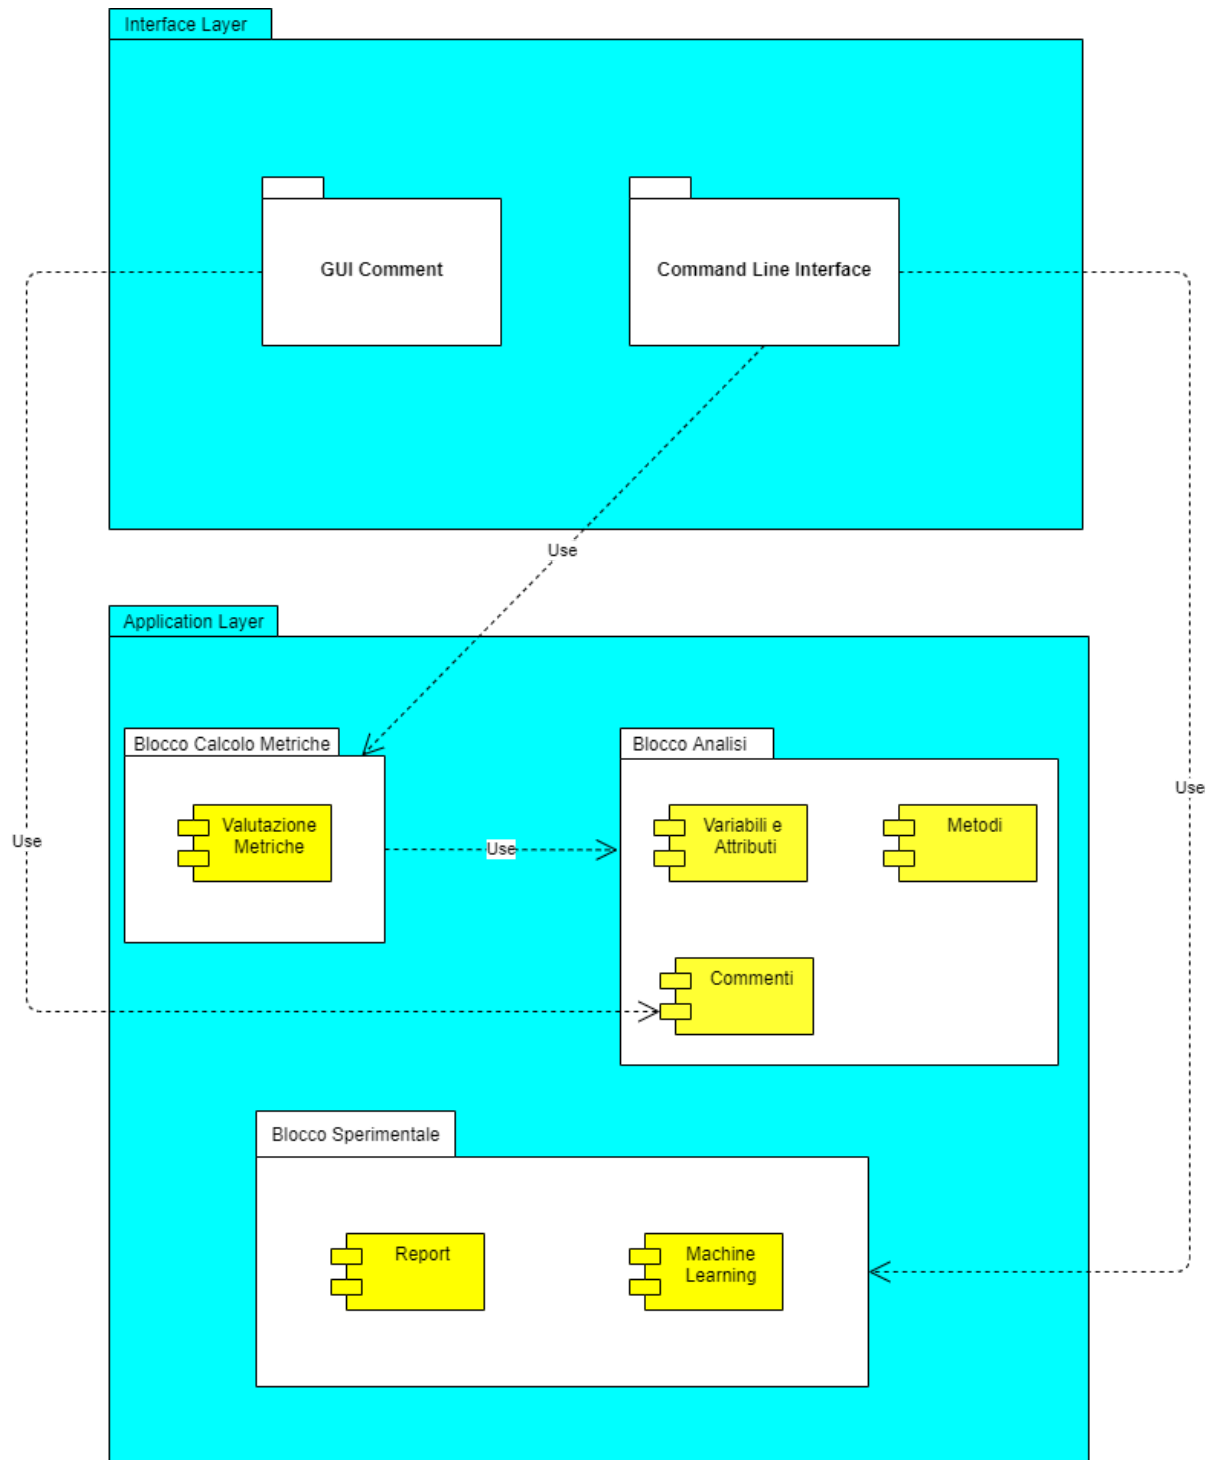 Interface Layer
GUI Comment
Command Line Interface
Use
Application Layer
Blocco Calcolo Metriche
Blocco Analisi
Use
Valutazione
Metriche
Use
Variabili e
Attributi
Metodi
Use
Commenti
Blocco Sperimentale
Report
Machine
Learning